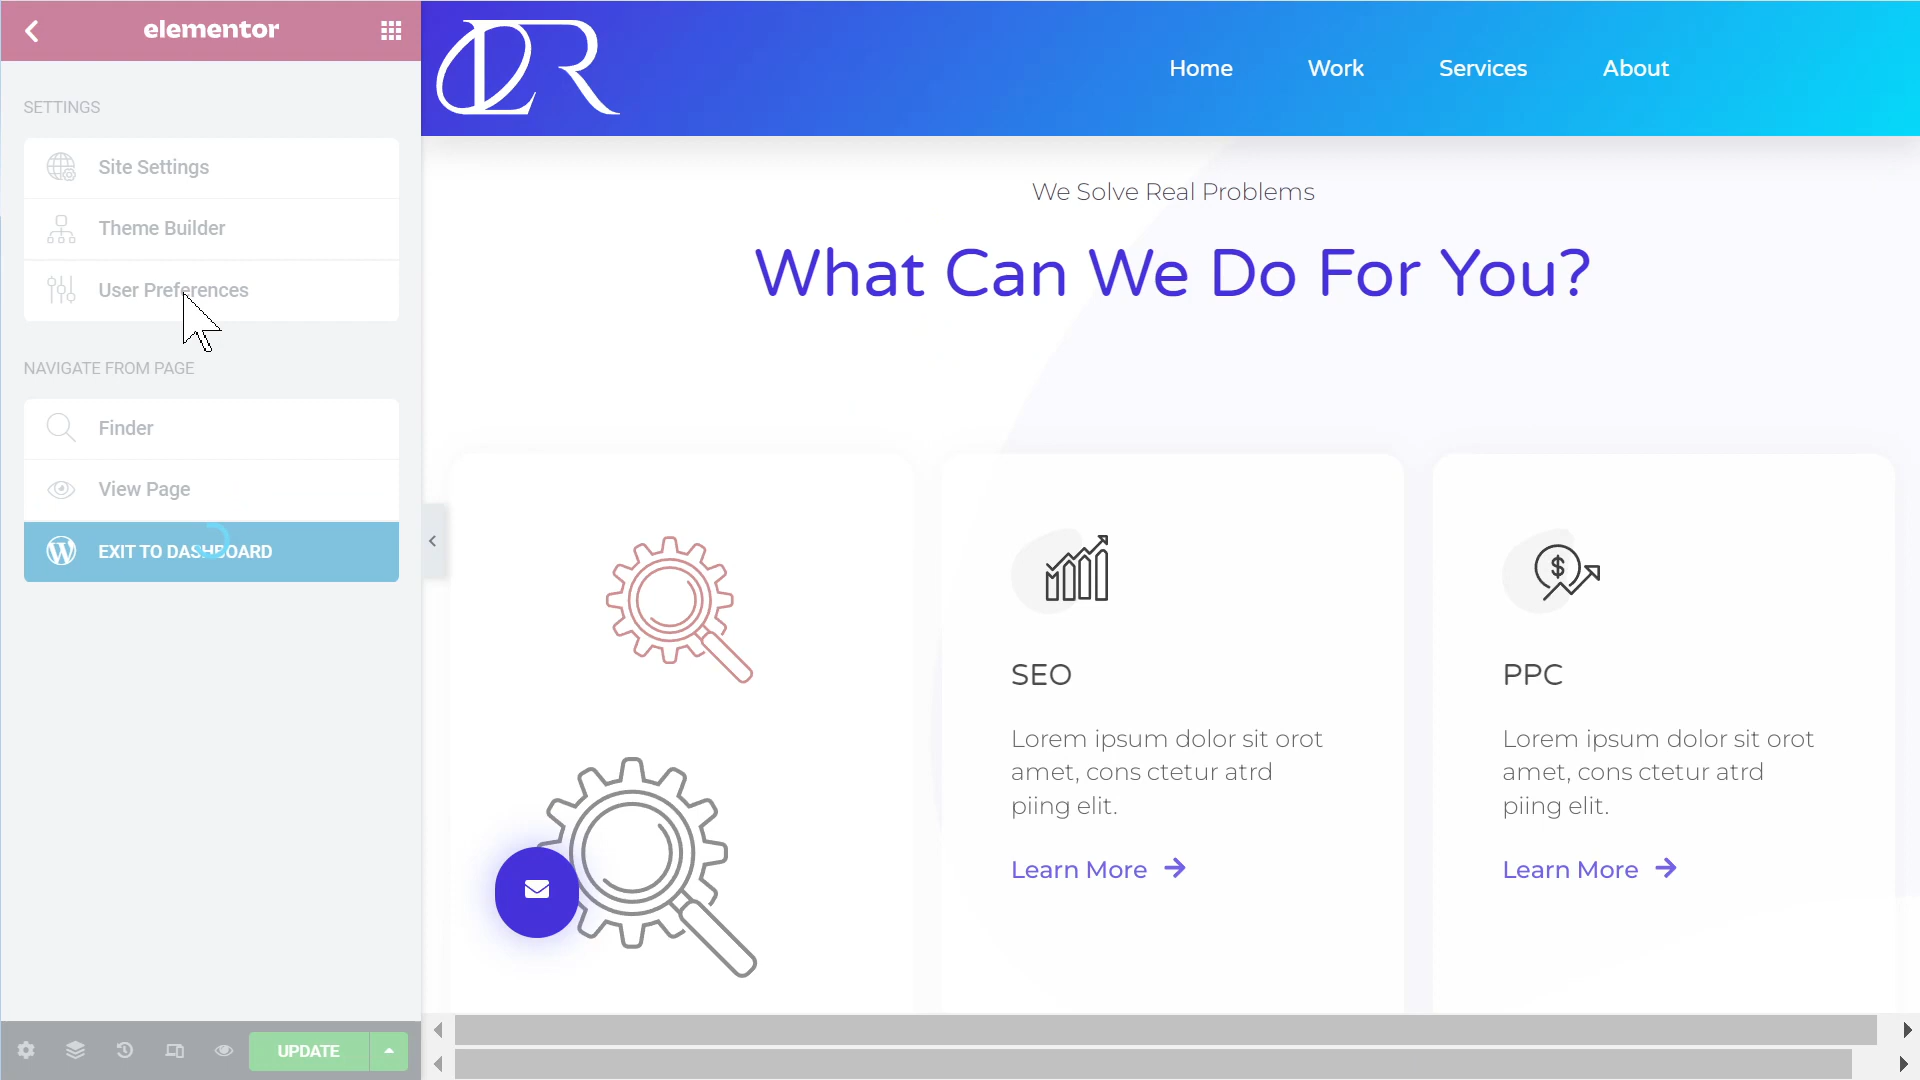 elementor
SETTINGS
Site Settings
Theme Builder
User Preferences
NAVIGATE FROM PAGE
Finder
View Page
EXIT TO DASHBOARD
UPDATE
Home Work Services About
We Solve Real Problems
What Can We Do For You?
SEO
Lorem ipsum dolor sit orot
amet, cons ctetur atrd
piing elit.
Learn More
PPC
Lorem ipsum dolor sit orot
amet, cons ctetur atrd
piing elit.
Learn More